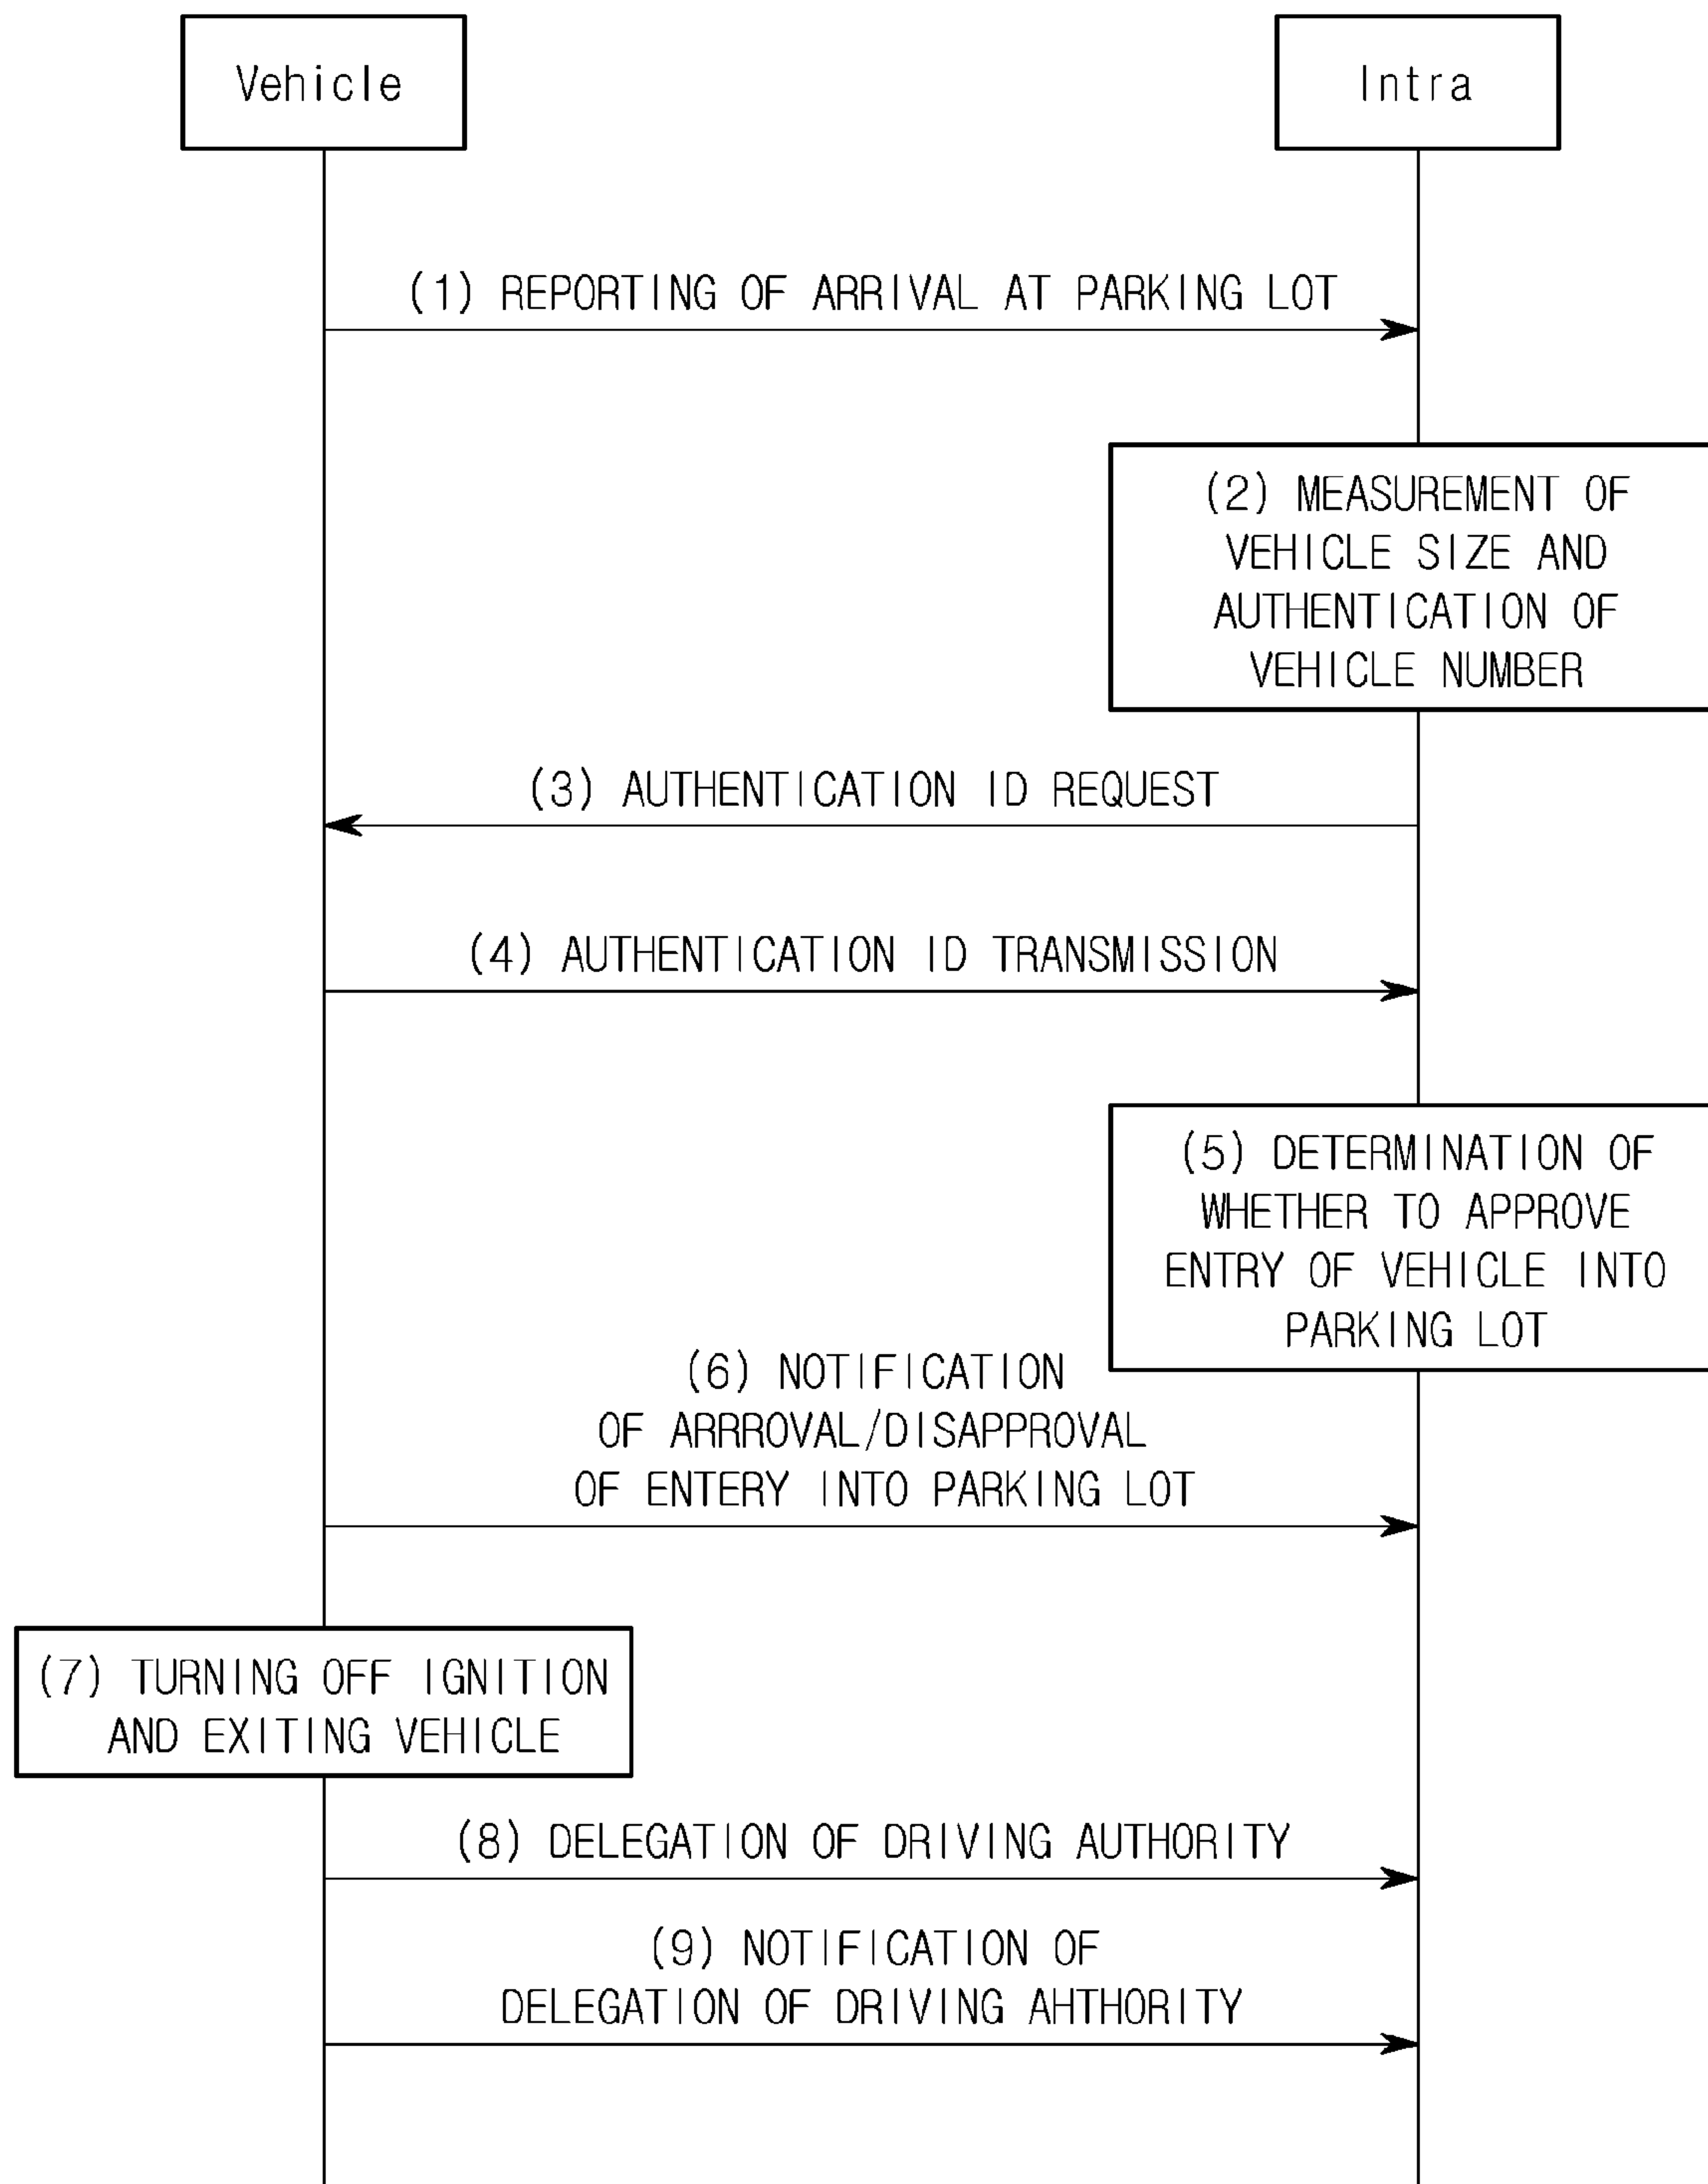 Vehicle
Intra
(1) REPORTING OF ARRIVAL AT PARKING LOT
(2) MEASUREMENT OF
VEHICLE SIZE AND
AUTHENTICATION OF
VEHICLE NUMBER
(3) AUTHENTICATION ID REQUEST
(4) AUTHENTICATION ID TRANSMISSION
(5) DETERMINATION OF
WHETHER TO APPROVE
ENTRY OF VEHICLE INTO
PARKING LOT
(6) NOTIFICATION
OF ARRROVAL/DISAPPROVAL
OF ENTERY INTO PARKING LOT
(7) TURNING OFF IGNITION
AND EXITING VEHICLE
(8) DELEGATION OF DRIVING AUTHORITY
(9) NOTIFICATION OF
DELEGATION OF DRIVING AHTHORITY